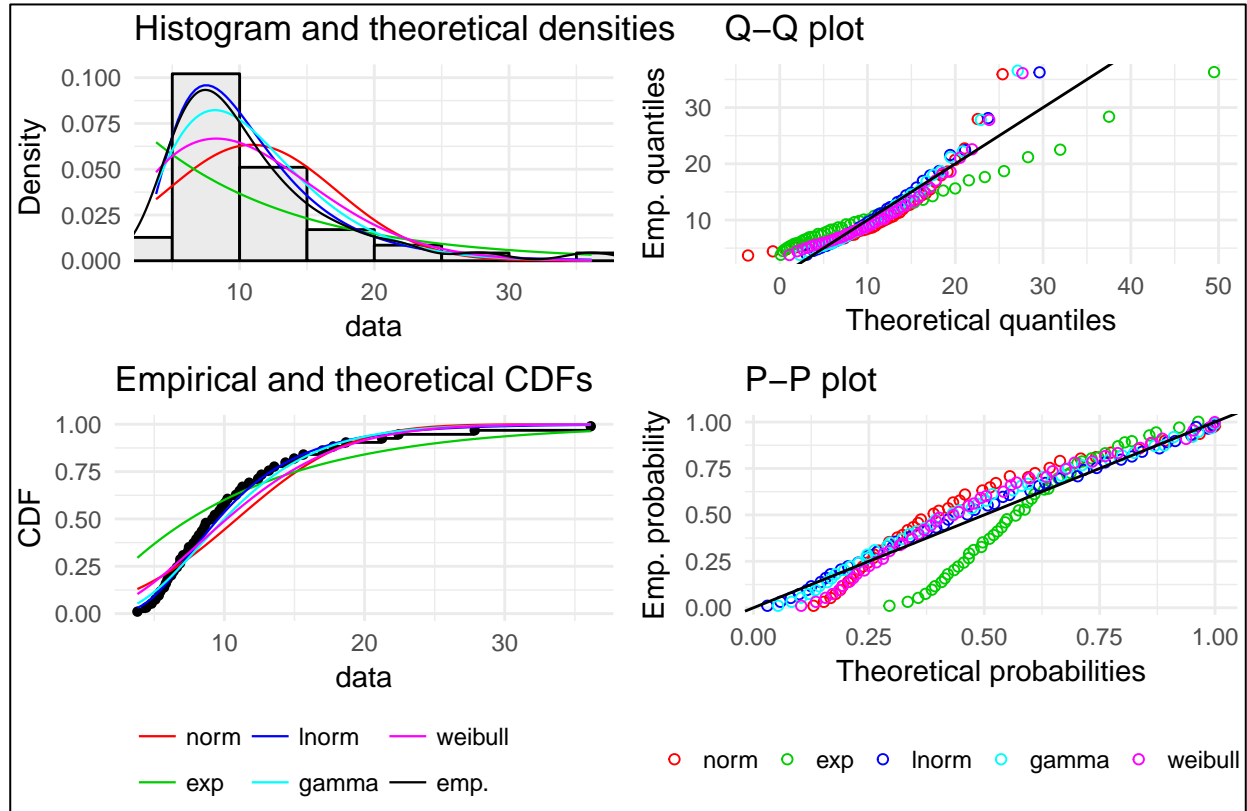 Histogram and theoretical densities
0.100
0.075
0.050
0.025
0.000
Density
10 20 30
data
Q−Q plot
30
20
10
Emp. quantiles
0 10 20 30 40 50
Theoretical quantiles
Empirical and theoretical CDFs
1.00
0.75
0.50
0.25
0.00
CDF
10 20 30
data
P−P plot
1.00
0.75
0.50
0.25
0.00
Emp. probability
0.00 0.25 0.50 0.75 1.00
Theoretical probabilities
norm lnorm weibull
exp gamma emp.
norm exp lnorm gamma weibull